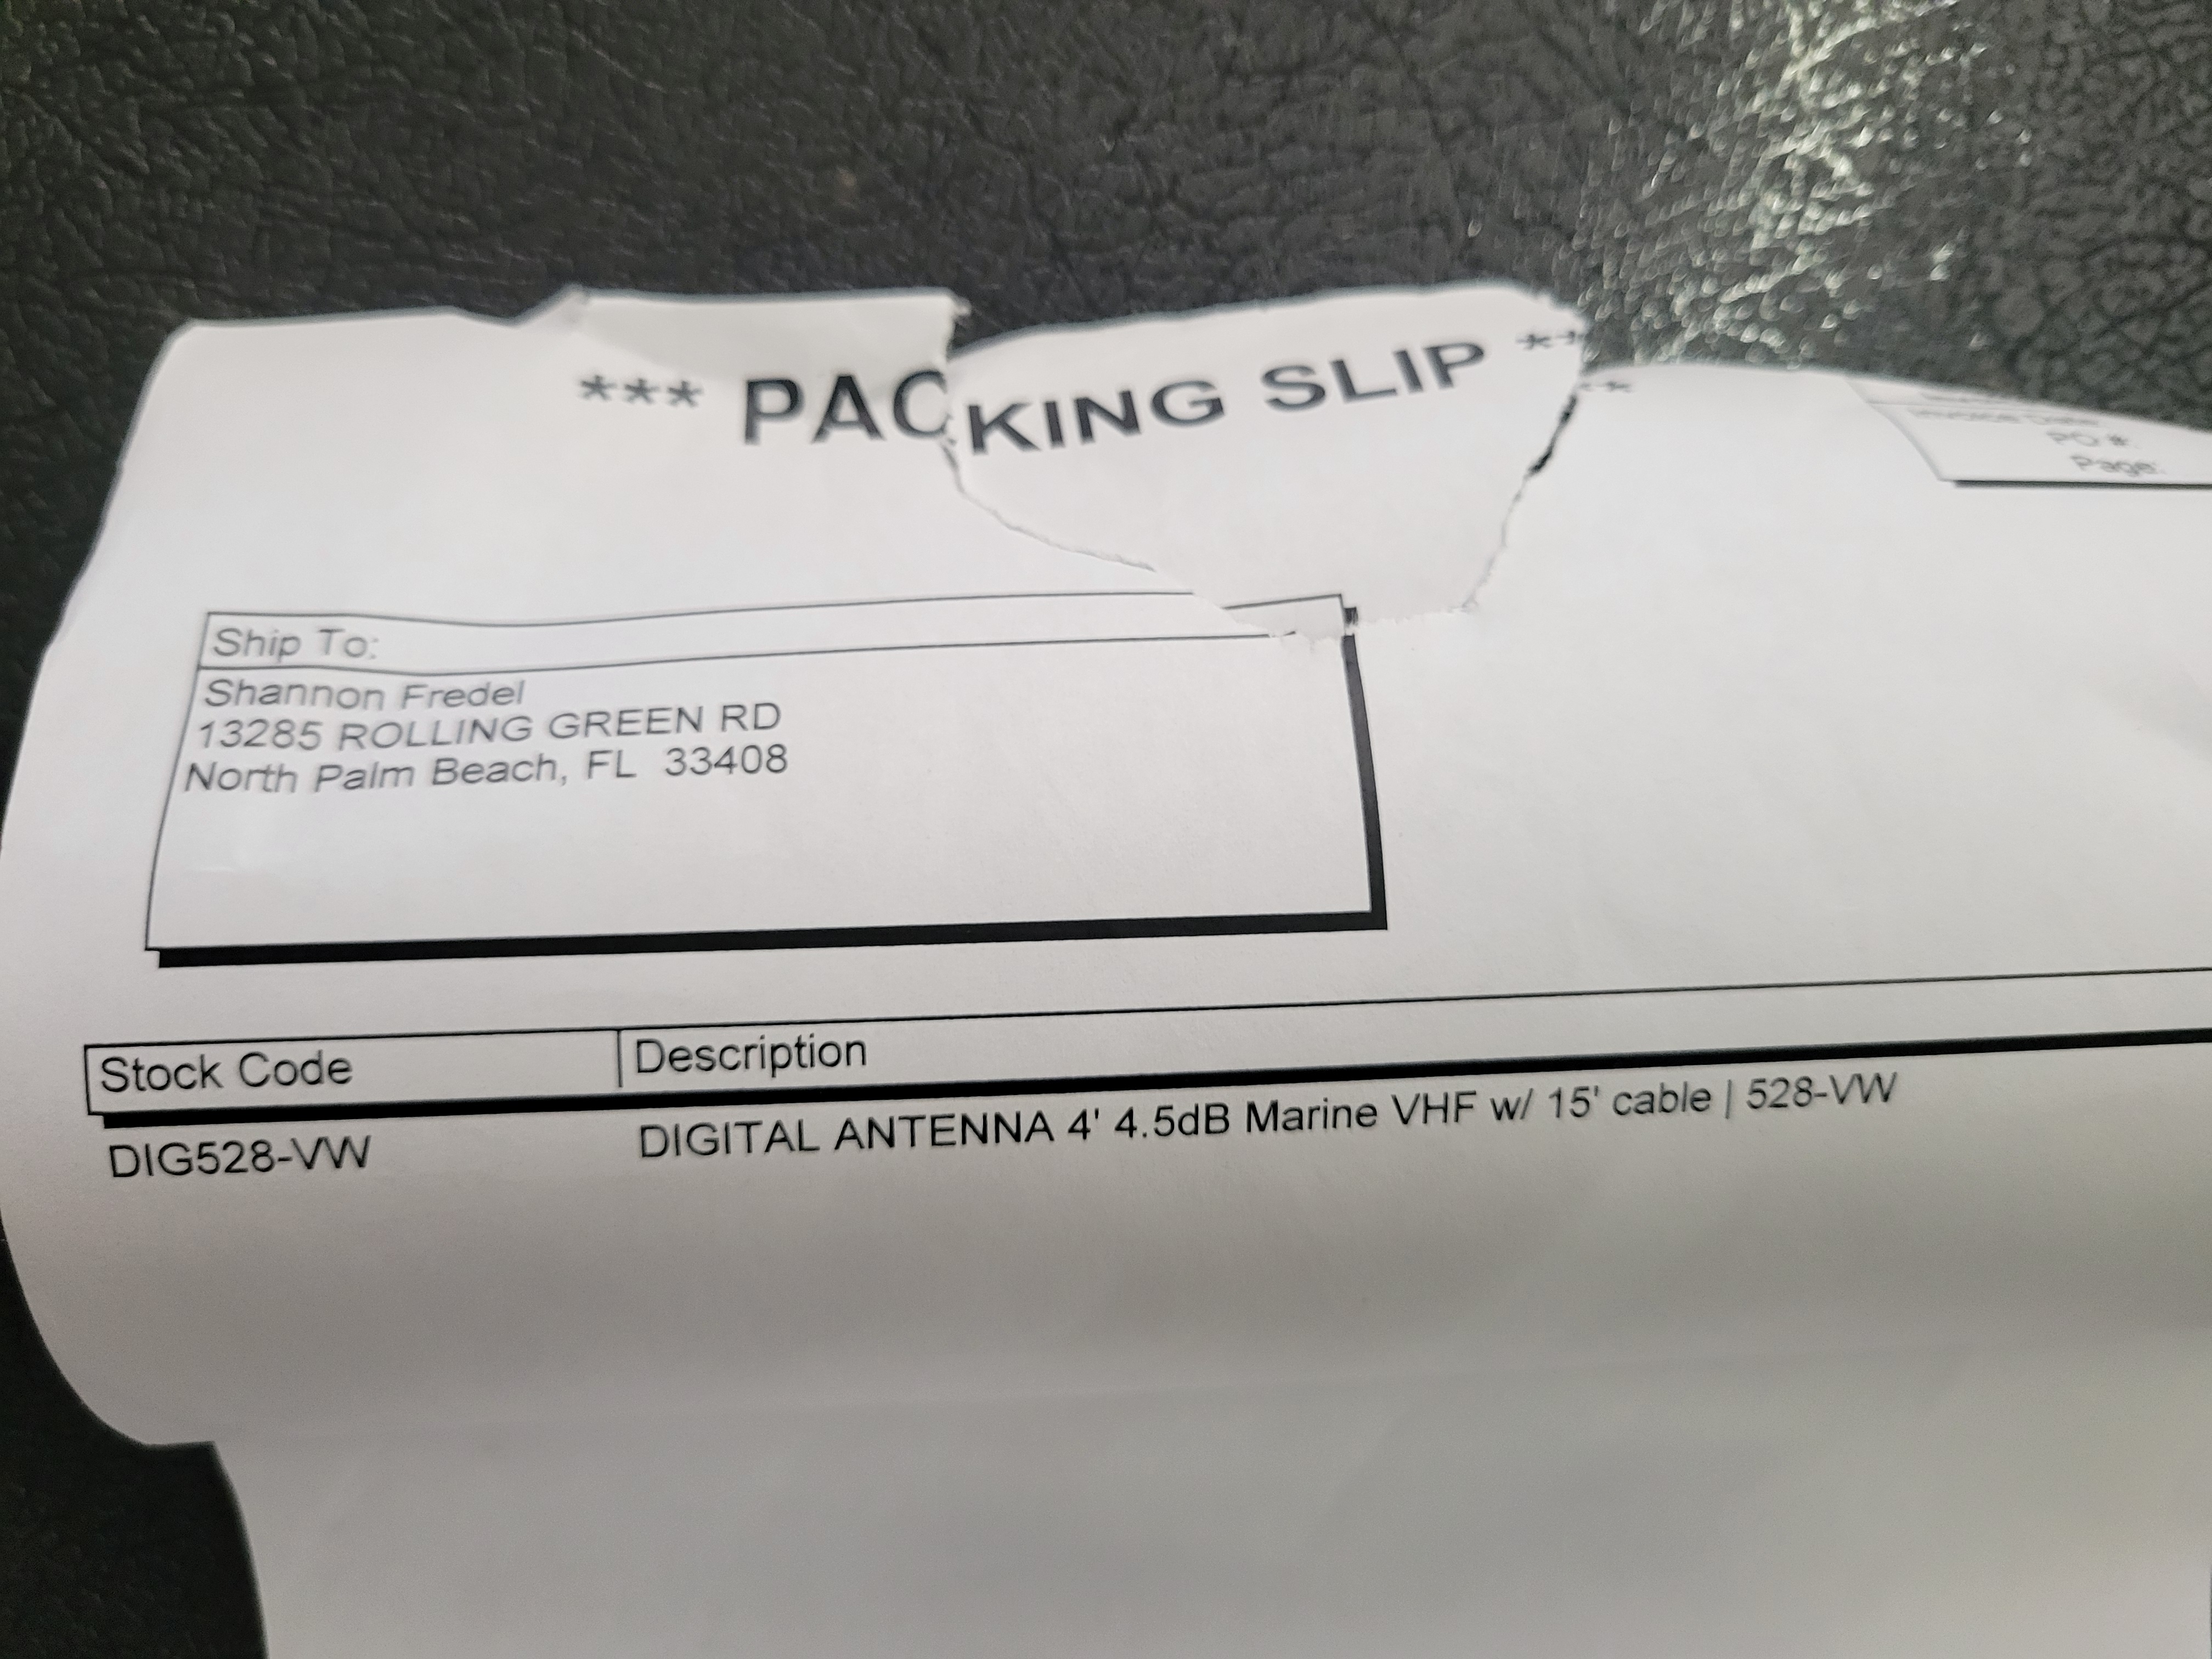 *** PACKING SLIP ***
PO #:
Page:
Ship To:
Shannon Fredel
13285 ROLLING GREEN RD
North Palm Beach, FL  33408
Stock Code
Description
DIG528-VW
DIGITAL ANTENNA 4' 4.5dB Marine VHF w/ 15' cable | 528-VW